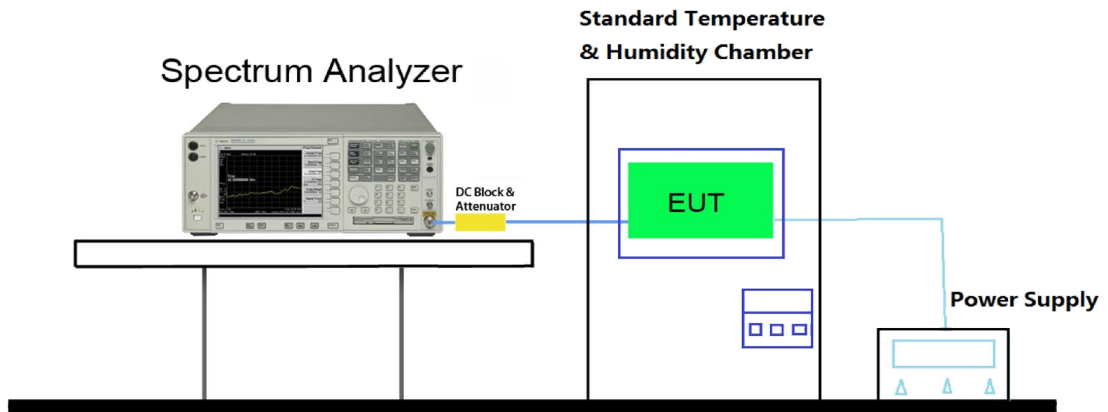 Standard Temperature
& Humidity Chamber
Spectrum Analyzer
DC Block &
Attenuator
EUT
Power Supply